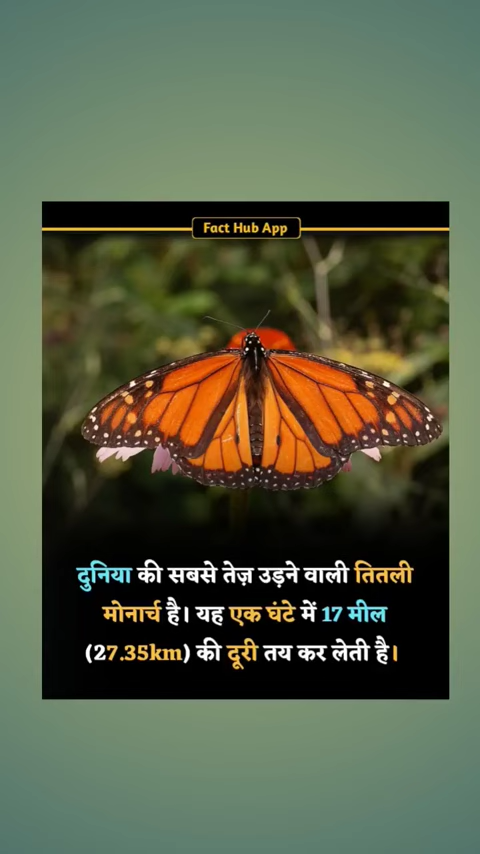 Fact Hub App
दुनिया की सबसे तेज़ उड़ने वाली तितली
मोनार्च है। यह एक घंटे में 17 मील
(27.35km) की दूरी तय कर लेती है।